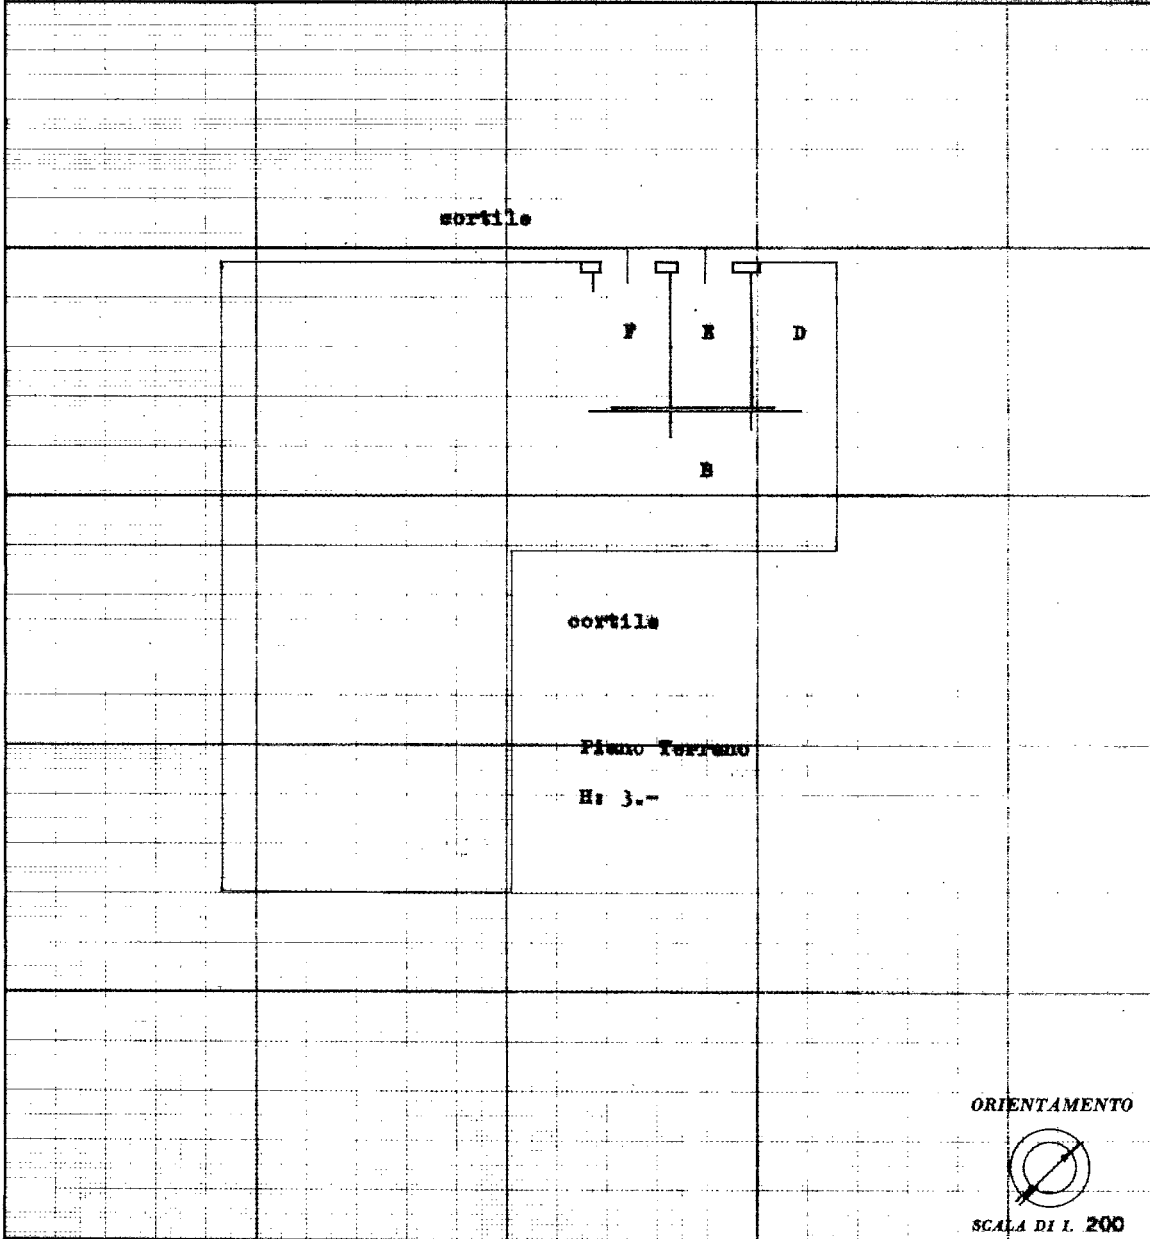 cortile
F E D
B
cortile
Piano Terreno
H: 3.-
ORIENTAMENTO
SCALA DI 1. 200